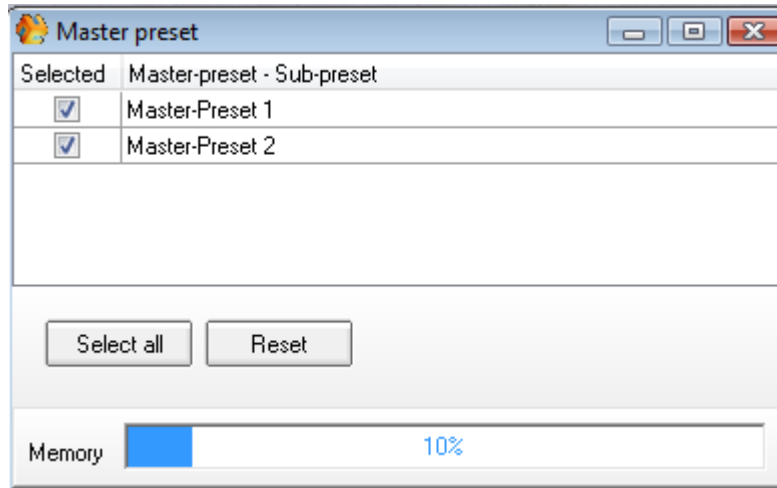 Master preset
Selected Master-preset - Sub-preset
Master-Preset 1
Master-Preset 2
Select all Reset
Memory 10%